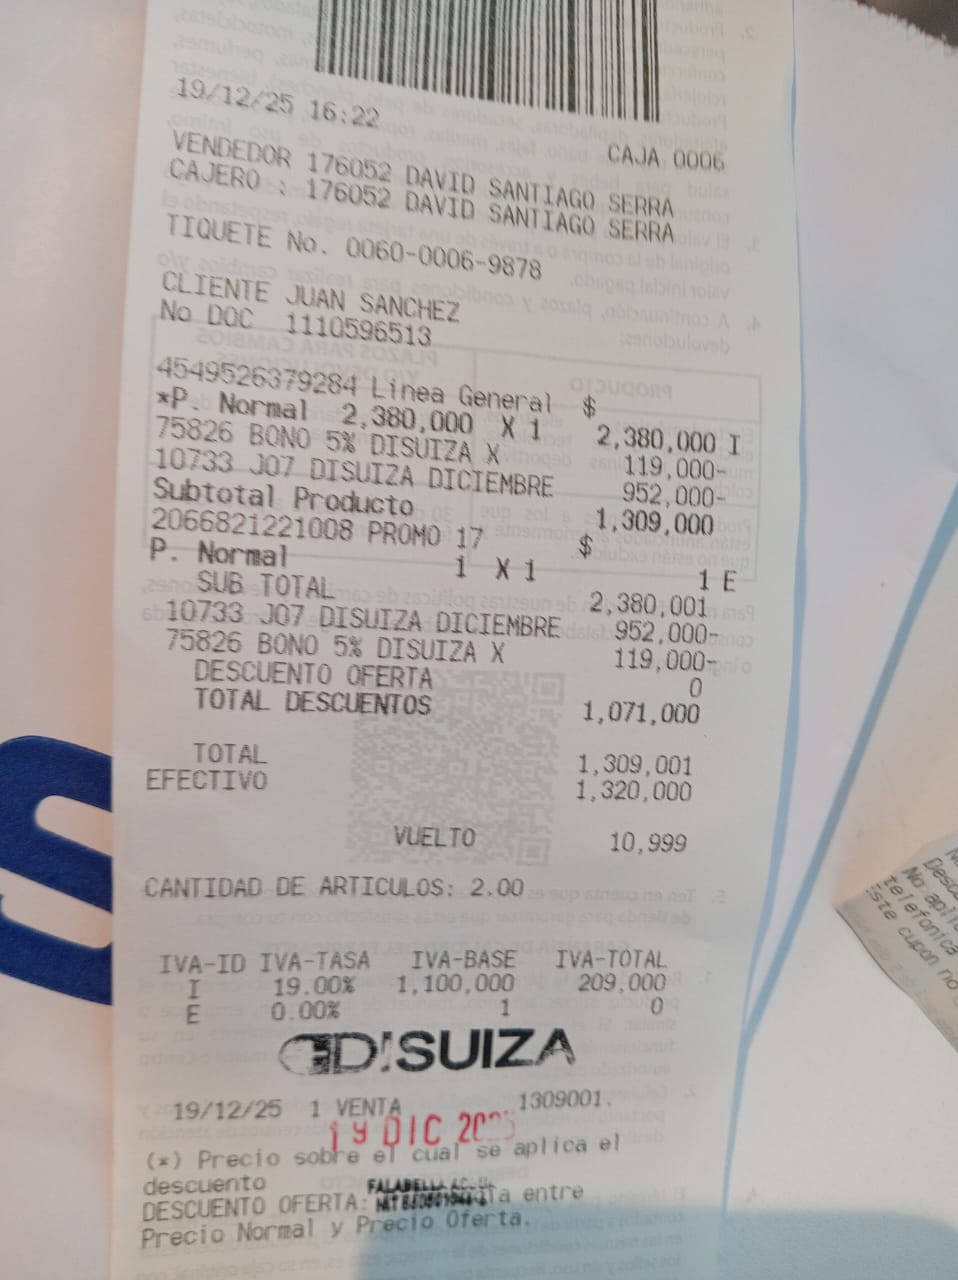 19/12/25 16:22
CAJA 0006
VENDEDOR 176052 DAVID SANTIAGO SERRA
CAJERO : 176052 DAVID SANTIAGO SERRA
TIQUETE No. 0060-0006-9878
CLIENTE JUAN SANCHEZ
No DOC 1110596513
4549526379284 Linea General $
*P. Normal 2,380,000 X 1 2,380,000 I
75826 BONO 5% DISUIZA X 119,000-
10733 J07 DISUIZA DICIEMBRE 952,000-
Subtotal Producto 1,309,000
2066821221008 PROMO 17 $
P. Normal 1 X 1 1 E
SUB TOTAL 2,380,001
10733 J07 DISUIZA DICIEMBRE 952,000-
75826 BONO 5% DISUIZA X 119,000-
DESCUENTO OFERTA 0
TOTAL DESCUENTOS 1,071,000
TOTAL 1,309,001
EFECTIVO 1,320,000
VUELTO 10,999
CANTIDAD DE ARTICULOS: 2.00
IVA-ID IVA-TASA IVA-BASE IVA-TOTAL
I 19.00% 1,100,000 209,000
E 0.00% 1 0
D!SUIZA
19/12/25 1 VENTA 1309001.
19 DIC
(*) Precio sobre el cual se aplica el
descuento
FALABELLA
DESCUENTO OFERTA: entre
Precio Normal y Precio Oferta.
No
telefonica
iste cupon no